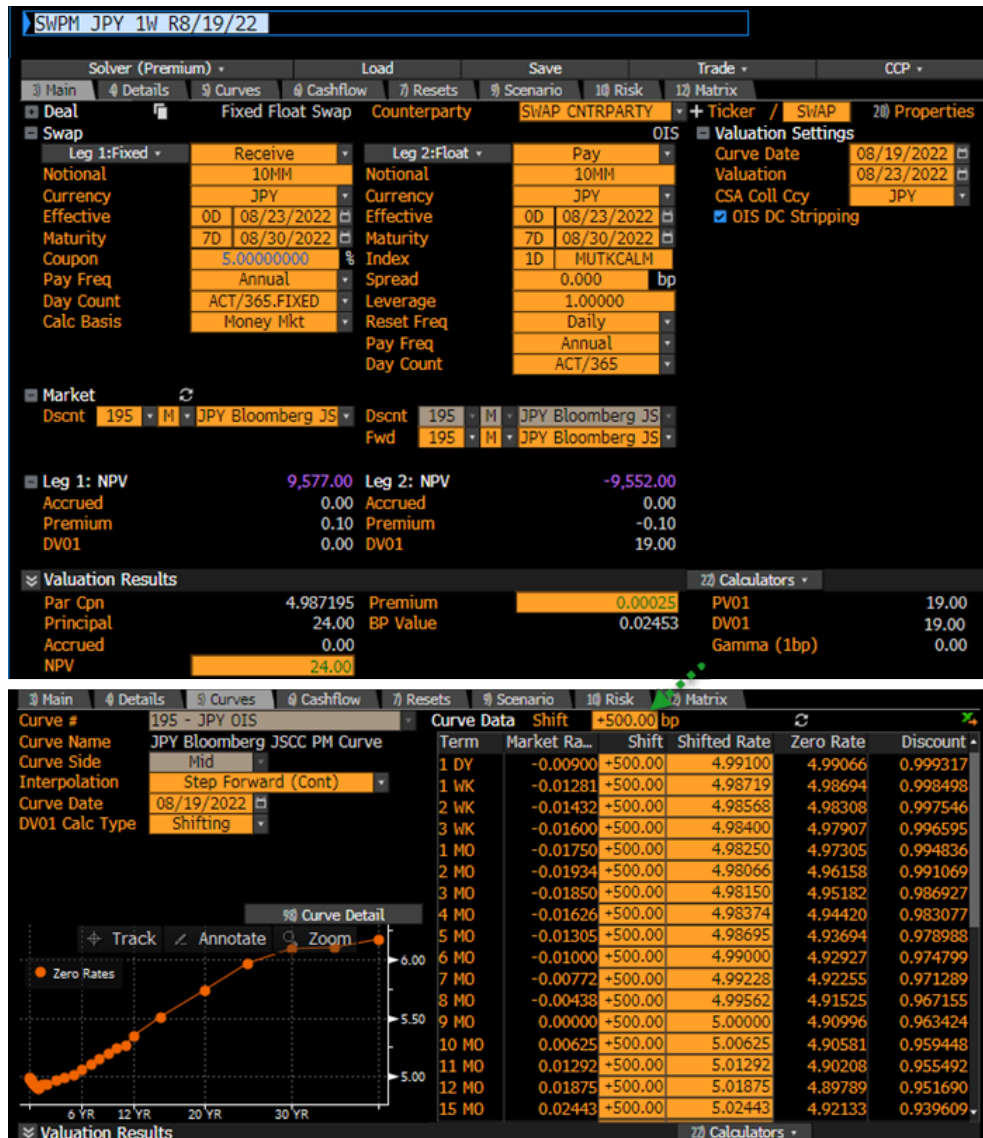 SWPM JPY 1W R8/19/22
Solver (Premium) Load Save Trade CCP
3) Main 4) Details 5) Curves 6) Cashflow 7) Resets 9) Scenario 10) Risk 12) Matrix
Deal Fixed Float Swap Counterparty SWAP CNTRPARTY + Ticker / SWAP 20) Properties
Swap OIS Valuation Settings
Leg 1:Fixed Receive Leg 2:Float Pay Curve Date 08/19/2022
Notional 10MM Notional 10MM Valuation 08/23/2022
Currency JPY Currency JPY CSA Coll Ccy JPY
Effective 0D 08/23/2022 Effective 0D 08/23/2022 OIS DC Stripping
Maturity 7D 08/30/2022 Maturity 7D 08/30/2022
Coupon 5.00000000 % Index 1D MUTKCALM
Pay Freq Annual Spread 0.000 bp
Day Count ACT/365.FIXED Leverage 1.00000
Calc Basis Money Mkt Reset Freq Daily
Pay Freq Annual
Day Count ACT/365
Market
Dscnt 195 M JPY Bloomberg JS Dscnt 195 M JPY Bloomberg JS
Fwd 195 M JPY Bloomberg JS
Leg 1: NPV 9,577.00 Leg 2: NPV -9,552.00
Accrued 0.00 Accrued 0.00
Premium 0.10 Premium -0.10
DV01 0.00 DV01 19.00
Valuation Results 22) Calculators
Par Cpn 4.987195 Premium 0.00025 PV01 19.00
Principal 24.00 BP Value 0.02453 DV01 19.00
Accrued 0.00 Gamma (1bp) 0.00
NPV 24.00
3) Main 4) Details 5) Curves 6) Cashflow 7) Resets 9) Scenario 10) Risk 12) Matrix
Curve # 195 - JPY OIS Curve Data Shift +500.00 bp
Curve Name JPY Bloomberg JSCC PM Curve Term Market Ra... Shift Shifted Rate Zero Rate Discount
Curve Side Mid 1 DY -0.00900 +500.00 4.99100 4.99066 0.999317
Interpolation Step Forward (Cont) 1 WK -0.01281 +500.00 4.98719 4.98694 0.998498
Curve Date 08/19/2022 2 WK -0.01432 +500.00 4.98568 4.98308 0.997546
DV01 Calc Type Shifting 3 WK -0.01600 +500.00 4.98400 4.97907 0.996595
1 MO -0.01750 +500.00 4.98250 4.97305 0.994836
2 MO -0.01934 +500.00 4.98066 4.96158 0.991069
3 MO -0.01850 +500.00 4.98150 4.95182 0.986927
98) Curve Detail 4 MO -0.01626 +500.00 4.98374 4.94420 0.983077
Track Annotate Zoom 5 MO -0.01305 +500.00 4.98695 4.93694 0.978988
6.00 6 MO -0.01000 +500.00 4.99000 4.92927 0.974799
Zero Rates 7 MO -0.00772 +500.00 4.99228 4.92255 0.971289
8 MO -0.00438 +500.00 4.99562 4.91525 0.967155
5.50 9 MO 0.00000 +500.00 5.00000 4.90996 0.963424
10 MO 0.00625 +500.00 5.00625 4.90581 0.959448
5.00 11 MO 0.01292 +500.00 5.01292 4.90208 0.955492
12 MO 0.01875 +500.00 5.01875 4.89789 0.951690
6 YR 12 YR 20 YR 30 YR 15 MO 0.02443 +500.00 5.02443 4.92133 0.939609
Valuation Results 22) Calculators